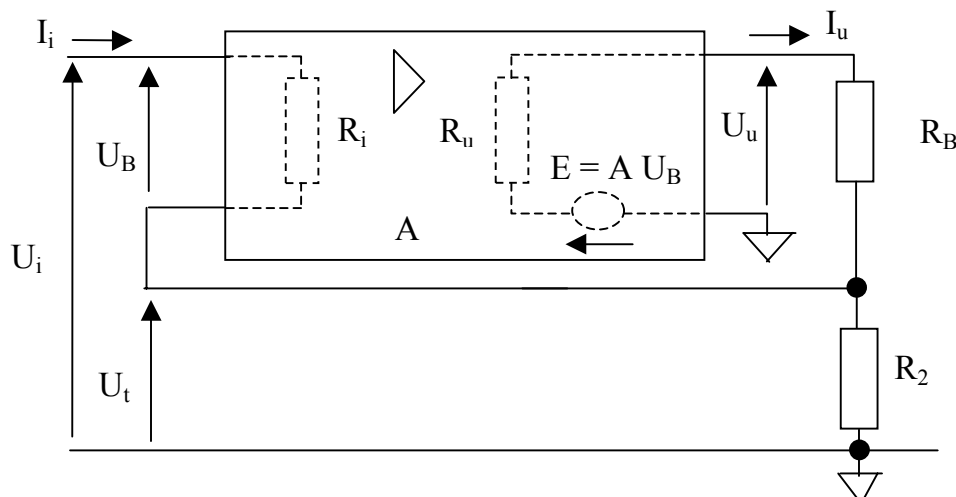 I_i I_u
R_i R_u U_u R_B
U_B E = A U_B
A
U_i
R_2
U_t